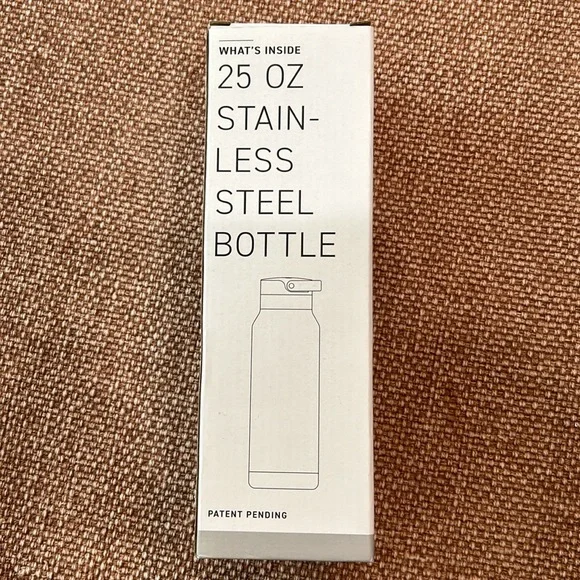 WHAT'S INSIDE
25 OZ
STAIN-
LESS
STEEL
BOTTLE
PATENT PENDING